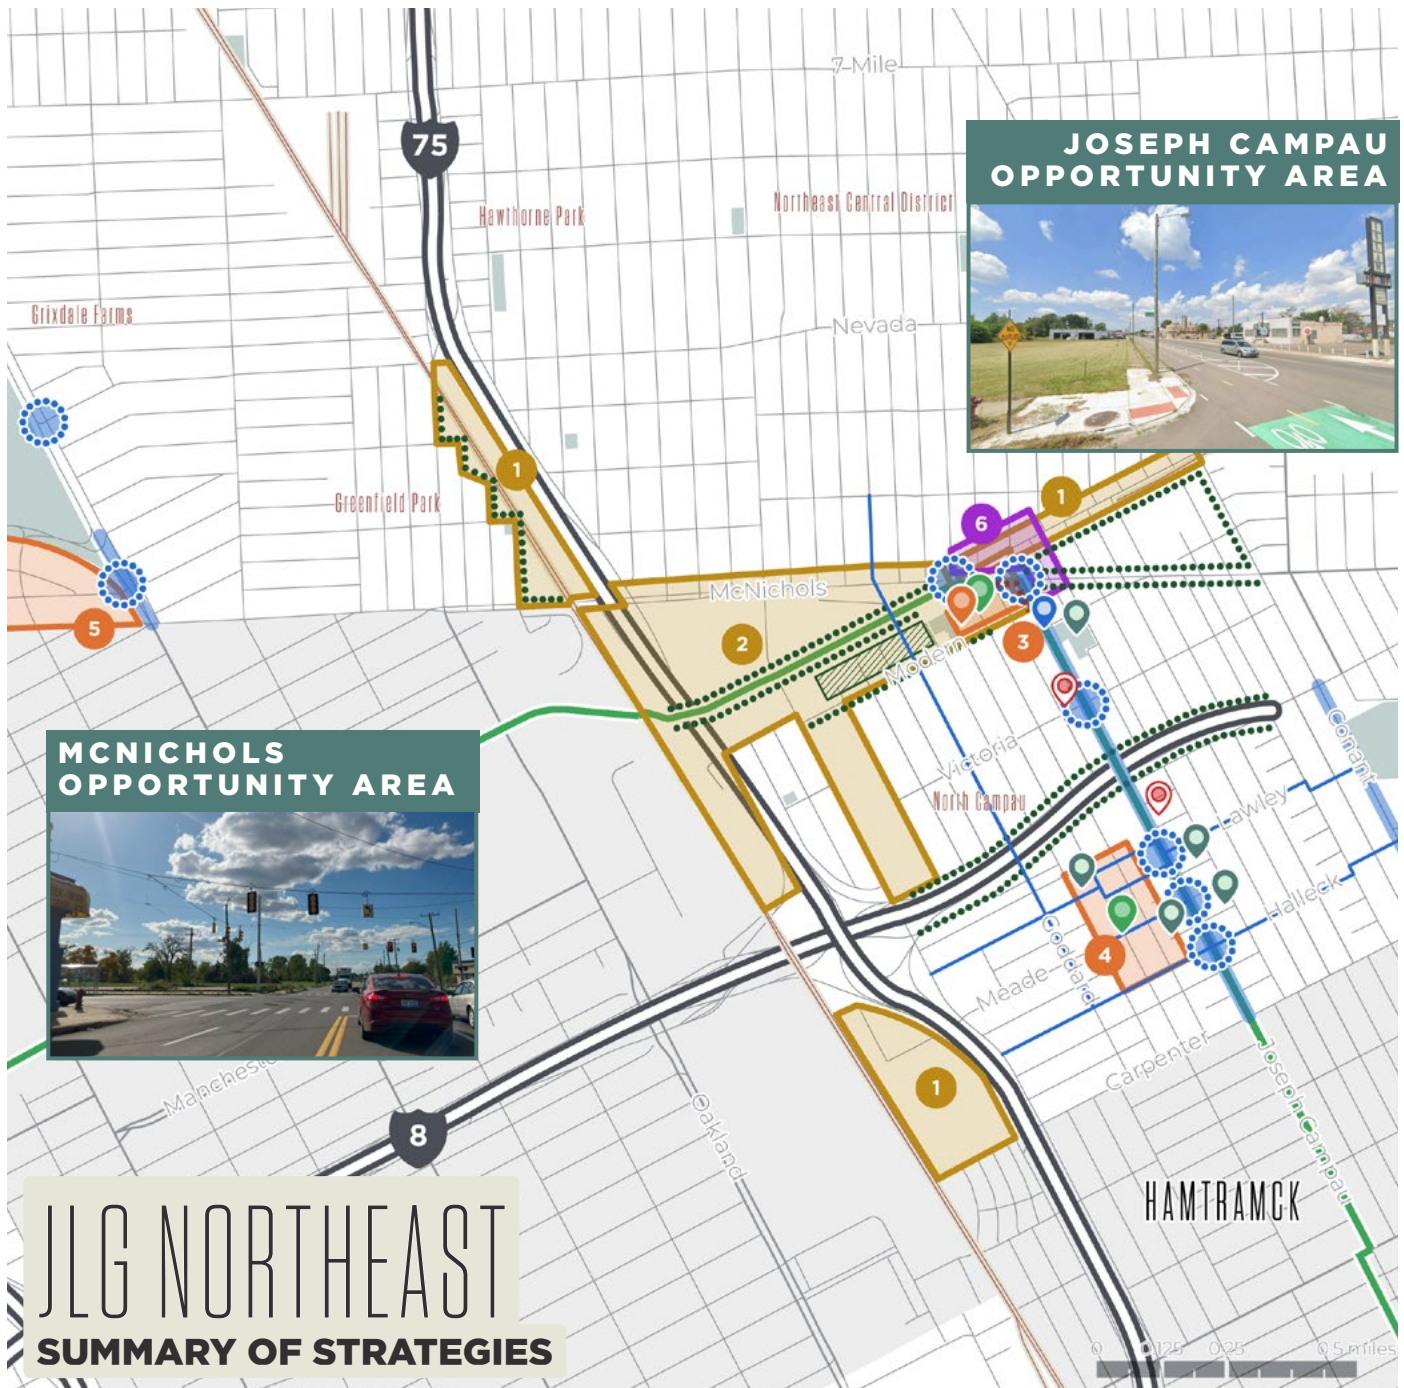 7-Mile
75
JOSEPH CAMPAU
OPPORTUNITY AREA
Hawthorne Park
Northeast Central District
Grixdale Farms
Nevada
1
Greenfield Park
1
6
McNichols
5
2
3
Modern
MCNICHOLS
OPPORTUNITY AREA
Victoria
North Campau
Conant
Lawley
Halleck
Goddard
4
Meade
Carpenter
Joseph Campau
Mancheste
1
Oakland
8
HAMTRAMCK
JLG NORTHEAST
SUMMARY OF STRATEGIES
0 0.125 0.25 0.5 miles